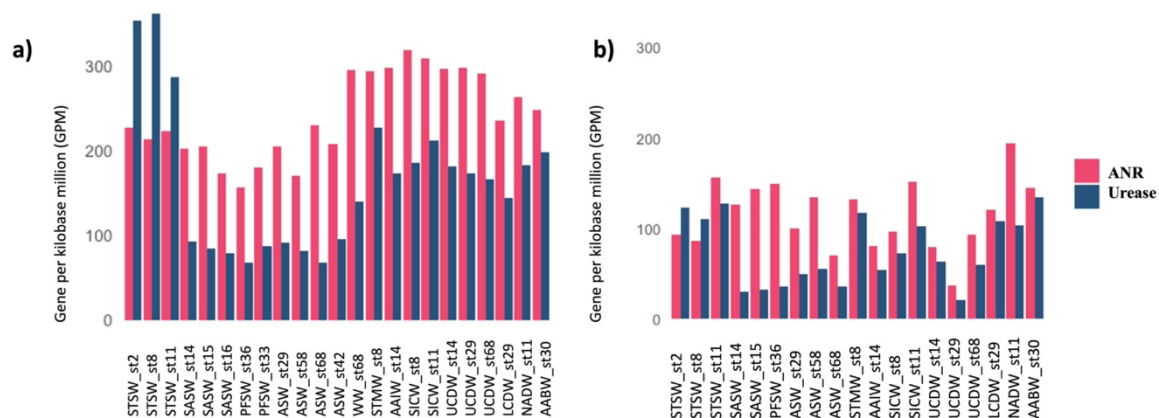 a)
Gene per kilobase million (GPM)
300
200
100
0
STSW_st2
STSW_st8
STSW_st11
SASW_st14
SASW_st15
SASW_st16
PFSW_st36
PFSW_st33
ASW_st29
ASW_st58
ASW_st68
ASW_st42
WW_st68
STMW_st8
AAIW_st14
SICW_st8
SICW_st11
UCDW_st14
UCDW_st29
UCDW_st68
LCDW_st29
NADW_st11
AABW_st30
b)
Gene per kilobase million (GPM)
300
200
100
0
STSW_st2
STSW_st8
STSW_st11
SASW_st14
SASW_st15
PFSW_st36
ASW_st29
ASW_st58
ASW_st68
STMW_st8
AAIW_st14
SICW_st8
SICW_st11
UCDW_st14
UCDW_st29
UCDW_st68
LCDW_st29
NADW_st11
AABW_st30
ANR
Urease